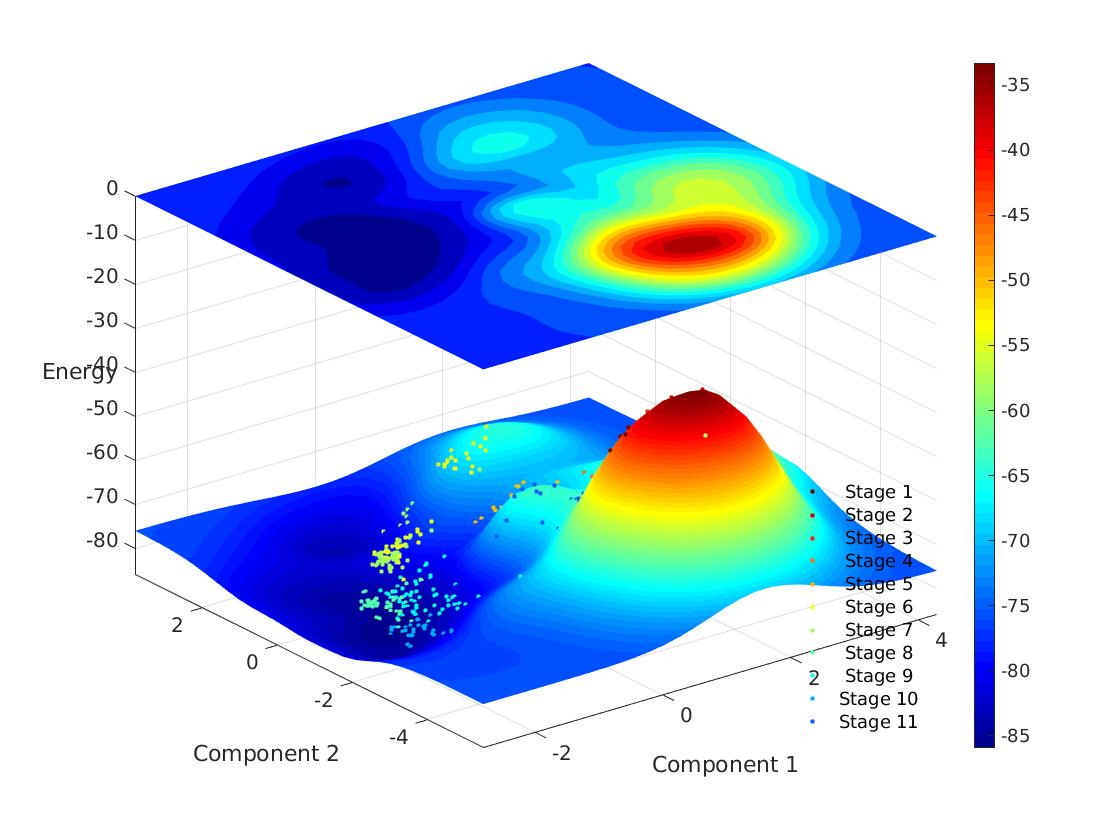 0
-10
-20
-30
-40
-50
-60
-70
-80
Energy
2
0
-2
-4
Component 2
-2
0
2
4
Component 1
Stage 1
Stage 2
Stage 3
Stage 4
Stage 5
Stage 6
Stage 7
Stage 8
Stage 9
Stage 10
Stage 11
-35
-40
-45
-50
-55
-60
-65
-70
-75
-80
-85